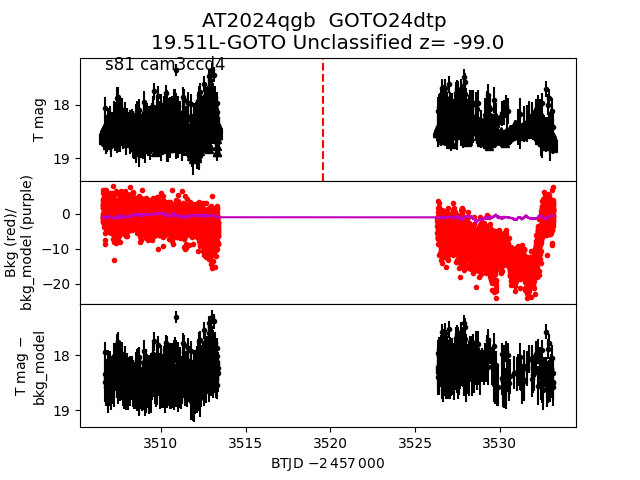 AT2024qgb  GOTO24dtp
19.51L-GOTO Unclassified z= -99.0
s81 cam3ccd4
T mag
18
19
Bkg (red)/
bkg_model (purple)
0
−10
−20
T mag −
bkg_model
18
19
3510
3515
3520
3525
3530
BTJD −2 457 000